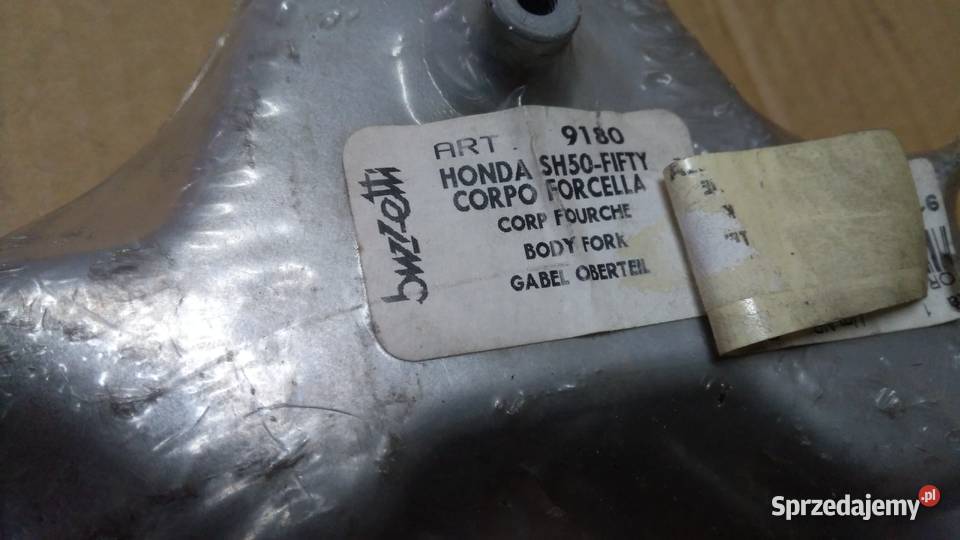 buzzetti
ART. 9180
HONDA SH50-FIFTY
CORPO FORCELLA
CORP FOURCHE
BODY FORK
GABEL OBERTEIL
Sprzedajemy.pl